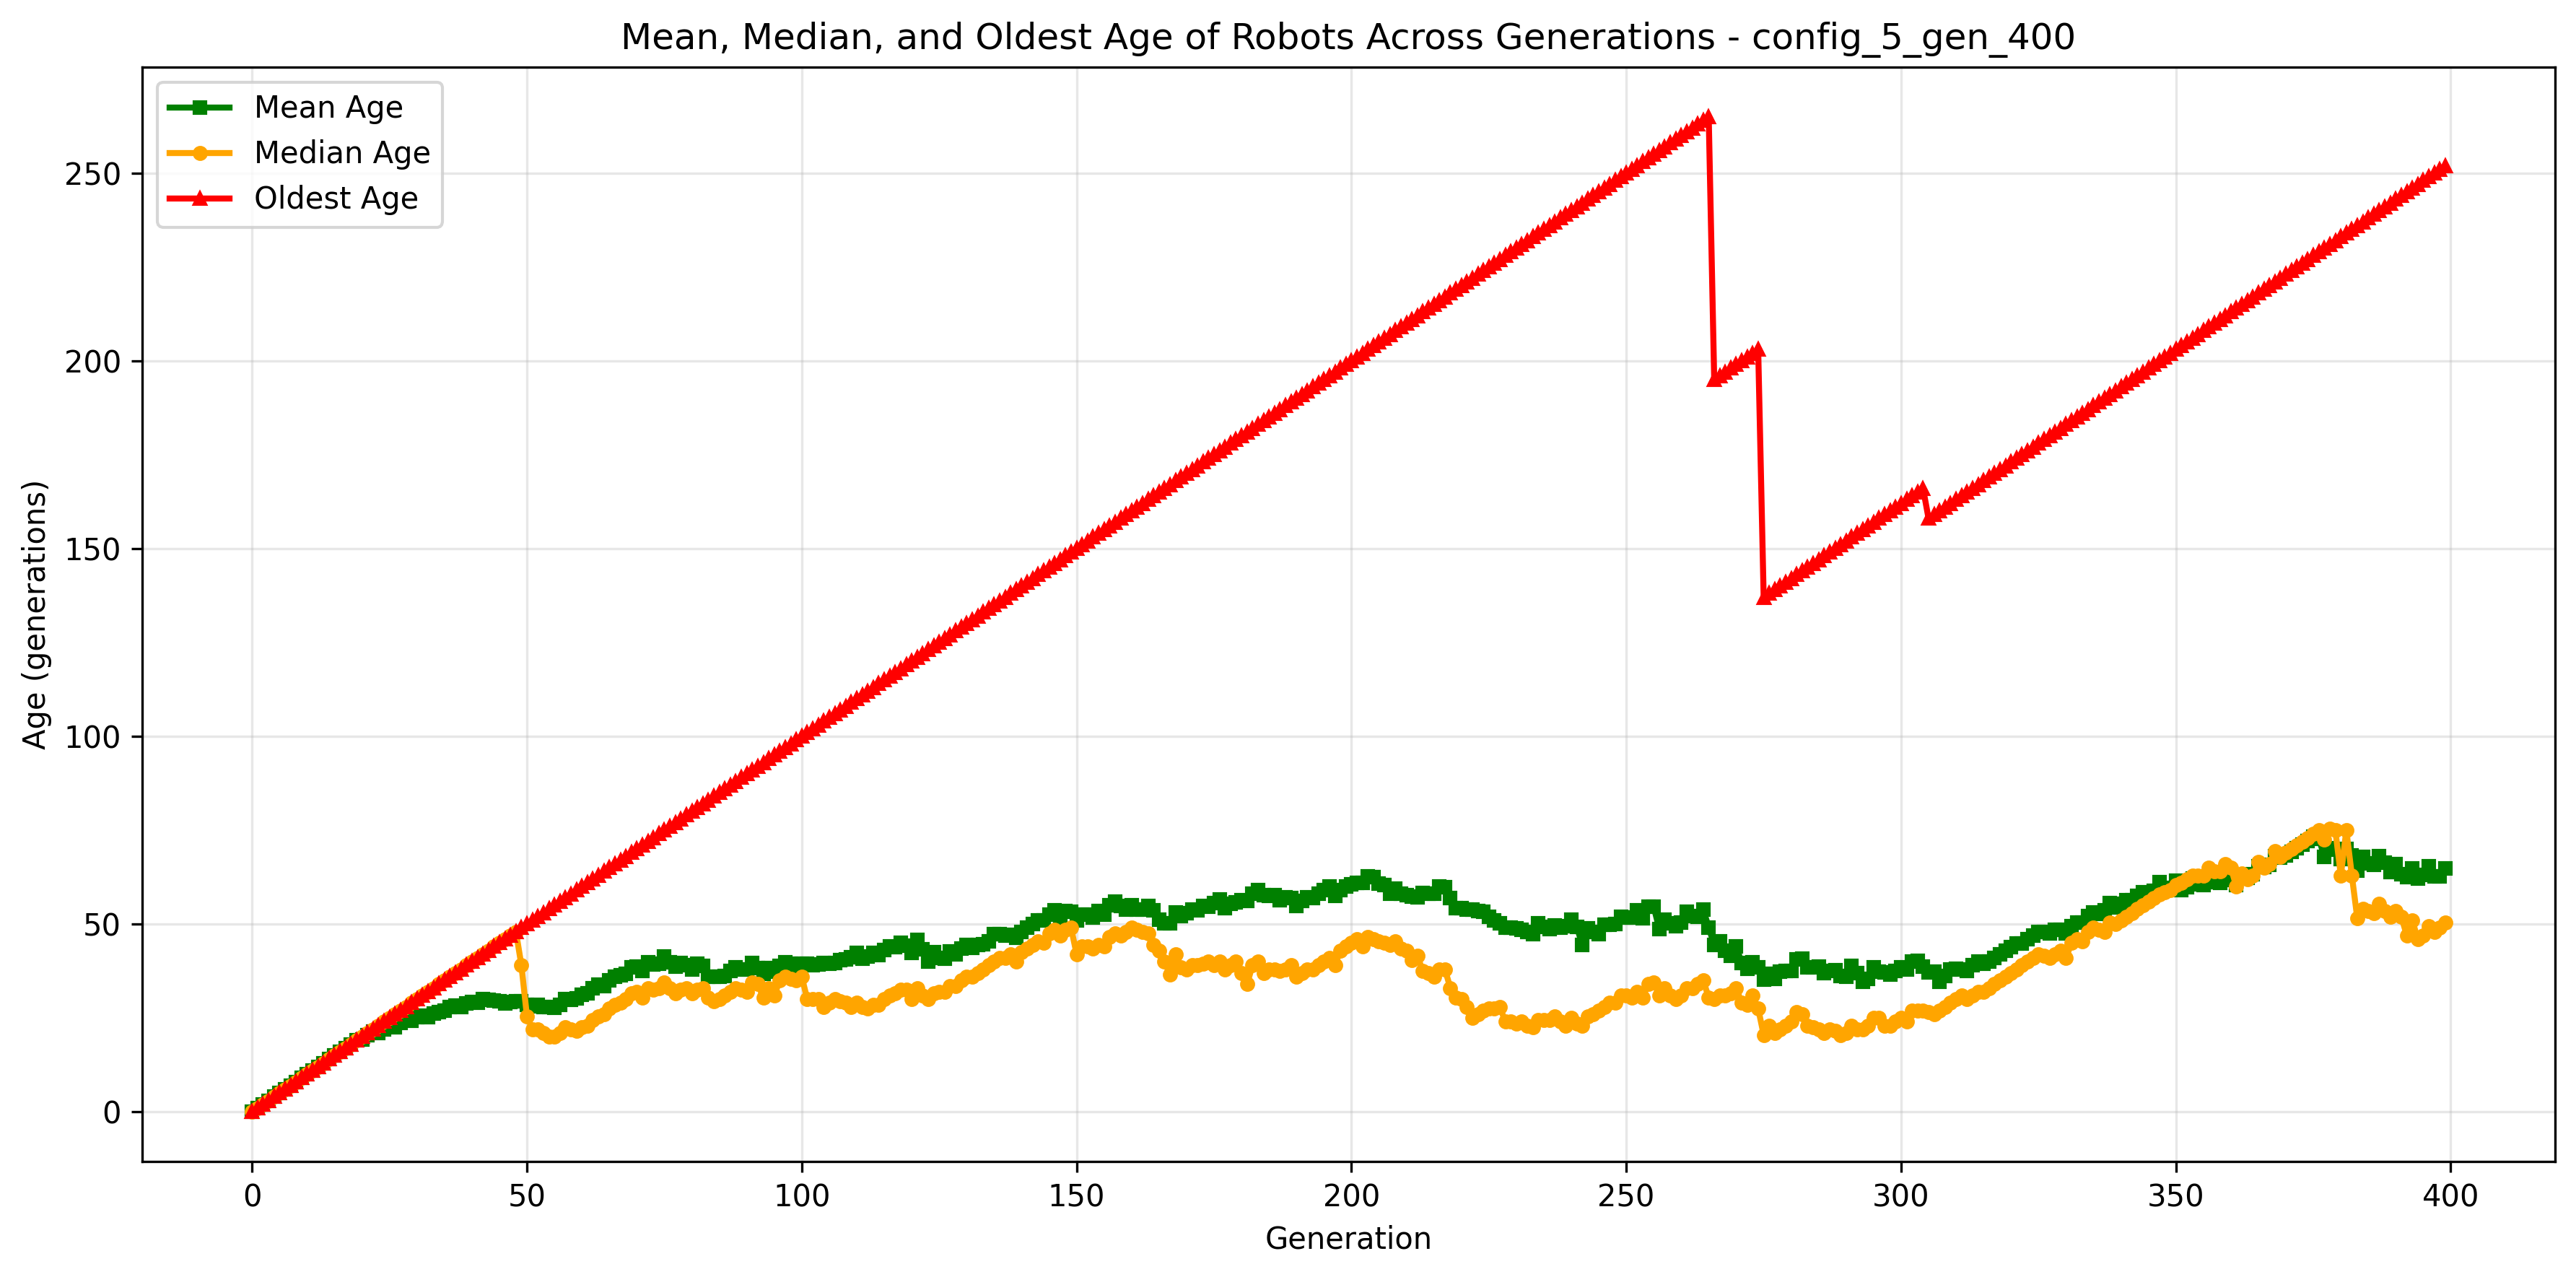 Mean, Median, and Oldest Age of Robots Across Generations - config_5_gen_400
Mean Age
Median Age
Oldest Age
Age (generations)
250
200
150
100
50
0
0 50 100 150 200 250 300 350 400
Generation